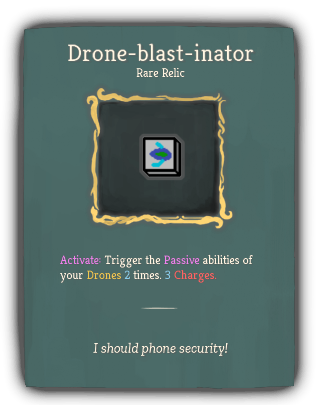 Drone-blast-inator
Rare Relic
Activate: Trigger the Passive abilities of
your Drones 2 times. 3 Charges.
I should phone security!